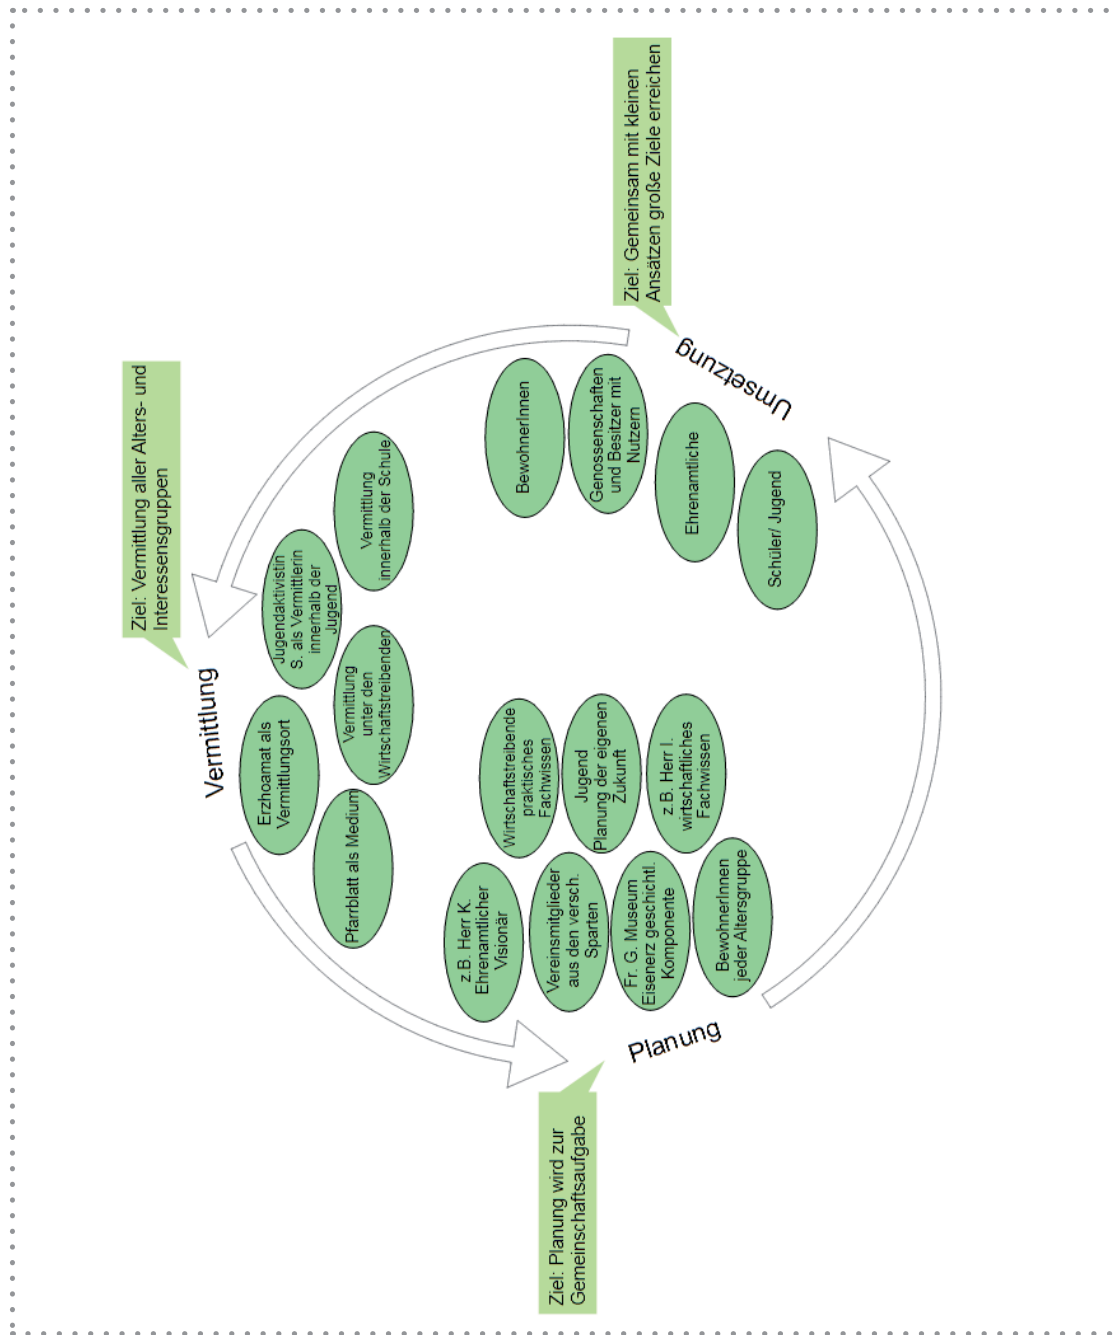 Ziel: Vermittlung aller Alters- und
Interessensgruppen
Vermittlung
Erzhoamat als
Vermittlungsort
Jugendaktivistin
S. als Vermittlerin
innerhalb der
Jugend
Pfarrblatt als Medium
Vermittlung
unter den
Wirtschaftstreibenden
Vermittlung
innerhalb der Schule
Ziel: Planung wird zur
Gemeinschaftsaufgabe
Planung
z.B. Herr K.
Ehrenamtlicher
Visionär
Vereinsmitglieder
aus den versch.
Sparten
Fr. G. Museum
Eisenerz geschichtl.
Komponente
BewohnerInnen
jeder Altersgruppe
Wirtschaftstreibende
praktisches
Fachwissen
Jugend
Planung der eigenen
Zukunft
z.B. Herr I.
wirtschaftliches
Fachwissen
Ziel: Gemeinsam mit kleinen
Ansätzen große Ziele erreichen
Umsetzung
BewohnerInnen
Genossenschaften
und Besitzer mit
Nutzern
Ehrenamtliche
Schüler/ Jugend